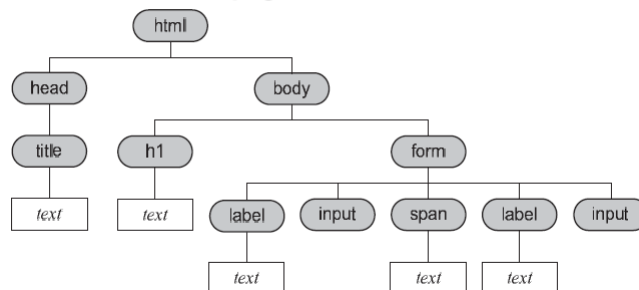 html
head body
title h1 form
text text label input span label input
text text text